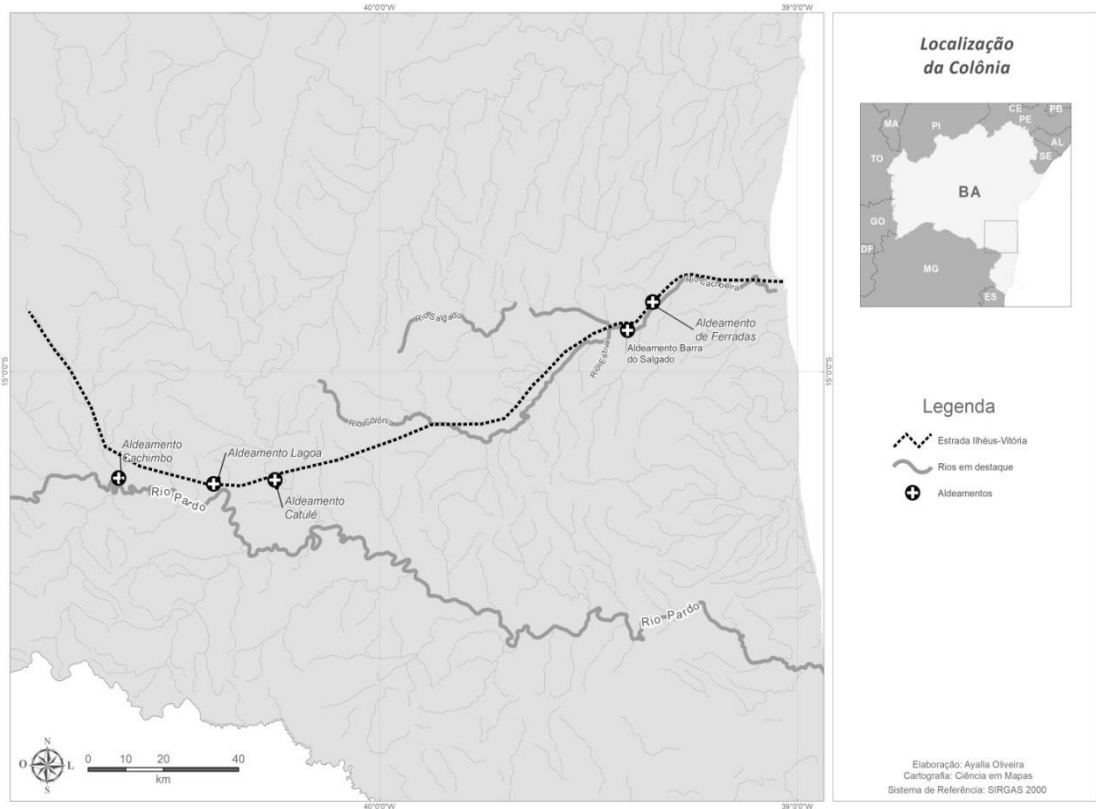 40°0'0"W
39°0'0"W
Rio Cachoeira
Rio Salgado
Aldeamento
de Ferradas
Aldeamento Barra
do Salgado
Rio Estiva
15°0'0"S
15°0'0"S
Rio Colônia
Aldeamento
Cachimbo
Aldeamento Lagoa
Aldeamento
Catulé
Rio Pardo
Rio Pardo
N
O
L
S
0 10 20 40
km
40°0'0"W
39°0'0"W
Localização
da Colônia
CE
PB
MA
PI
PE
AL
TO
SE
BA
GO
DF
MG
ES
Legenda
Estrada Ilhéus-Vitória
Rios em destaque
Aldeamentos
Elaboração: Ayalla Oliveira
Cartografia: Ciência em Mapas
Sistema de Referência: SIRGAS 2000